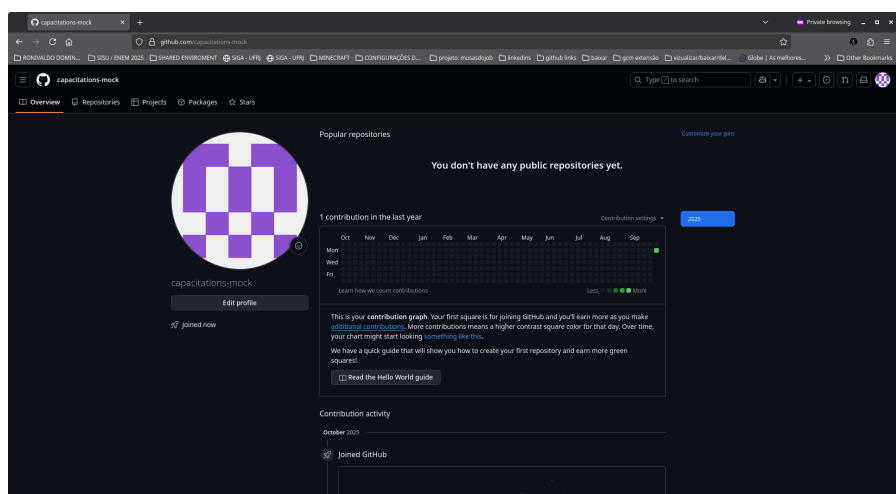 capacitations-mock
Private browsing
github.com/capacitations-mock
RONIVALDO DOMIN...
SISU / ENEM 2025
SHARED ENVIROMENT
SIGA - UFRJ
SIGA - UFRJ
MINECRAFT
CONFIGURAÇÕES D...
projeto: musasdojob
linkedins
github links
baixar
gcm extensão
vizualizar/baixar/del...
Globe | As melhores...
Other Bookmarks
capacitations-mock
Type / to search
Overview
Repositories
Projects
Packages
Stars
Popular repositories
Customize your pins
You don't have any public repositories yet.
1 contribution in the last year
Contribution settings
2025
Oct Nov Dec Jan Feb Mar Apr May Jun Jul Aug Sep
Mon
Wed
Fri
Learn how we count contributions
Less
More
capacitations-mock
Edit profile
Joined now
This is your contribution graph. Your first square is for joining GitHub and you'll earn more as you make
additional contributions. More contributions means a higher contrast square color for that day. Over time,
your chart might start looking something like this.
We have a quick guide that will show you how to create your first repository and earn more green
squares!
Read the Hello World guide
Contribution activity
October 2025
Joined GitHub